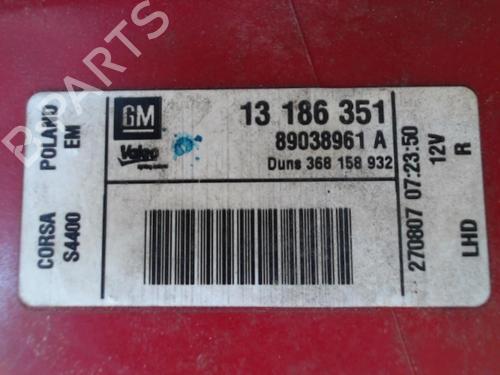 BPARTS
GM
13 186 351
Valeo
89038961 A
Duns 368 158 932
CORSA POLAND
S4400 EM
270807 07:23:50
LHD 12V R